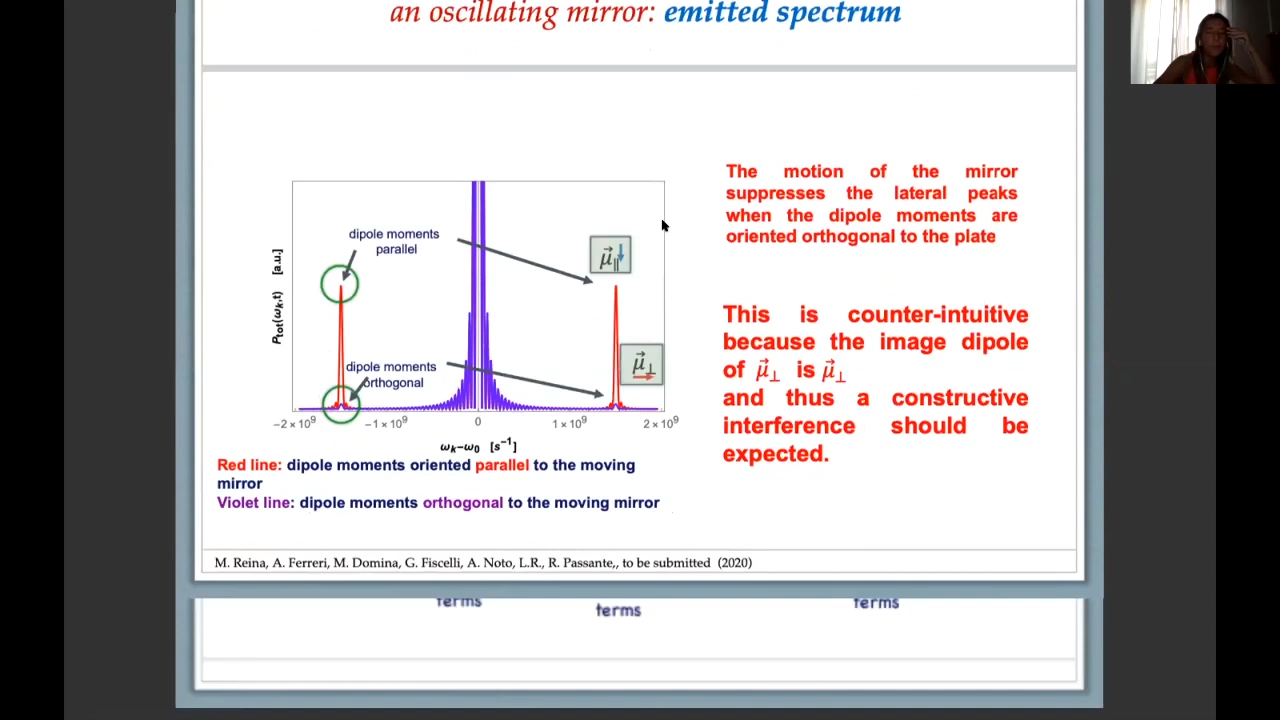 an oscillating mirror: emitted spectrum
The motion of the mirror
suppresses the lateral peaks
when the dipole moments are
oriented orthogonal to the plate
This is counter-intuitive
because the image dipole
of μ⃗⊥ is μ⃗⊥
and thus a constructive
interference should be
expected.
dipole moments
parallel
μ⃗||
dipole moments
orthogonal
μ⃗⊥
Ptot(ωk,t) [a.u.]
−2 × 10⁹ −1 × 10⁹ 0 1 × 10⁹ 2 × 10⁹
ωk−ω0 [s⁻¹]
Red line: dipole moments oriented parallel to the moving
mirror
Violet line: dipole moments orthogonal to the moving mirror
M. Reina, A. Ferreri, M. Domina, G. Fiscelli, A. Noto, L.R., R. Passante,, to be submitted (2020)
terms terms terms